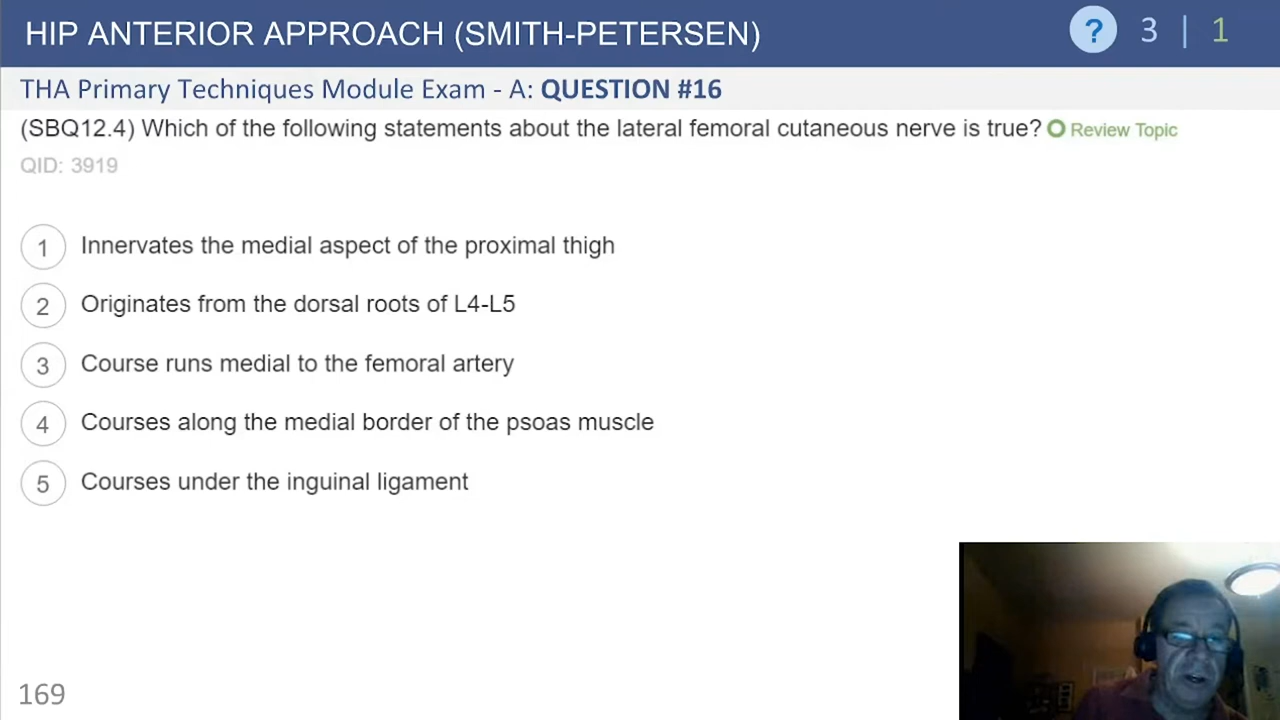 HIP ANTERIOR APPROACH (SMITH-PETERSEN)
? 3 | 1
THA Primary Techniques Module Exam - A: QUESTION #16
(SBQ12.4) Which of the following statements about the lateral femoral cutaneous nerve is true? Review Topic
QID: 3919
1 Innervates the medial aspect of the proximal thigh
2 Originates from the dorsal roots of L4-L5
3 Course runs medial to the femoral artery
4 Courses along the medial border of the psoas muscle
5 Courses under the inguinal ligament
169